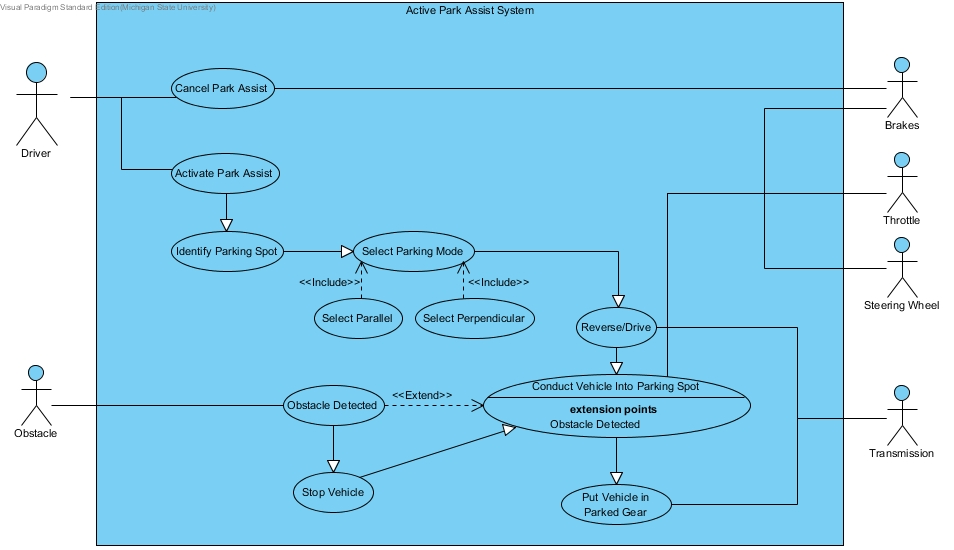 Visual Paradigm Standard Edition(Michigan State University)
Active Park Assist System
Cancel Park Assist
Brakes
Driver
Activate Park Assist
Throttle
Identify Parking Spot
Select Parking Mode
<<Include>>
<<Include>>
Steering Wheel
Select Parallel
Select Perpendicular
Reverse/Drive
Conduct Vehicle Into Parking Spot
<<Extend>>
Obstacle Detected
extension points
Obstacle Detected
Obstacle
Transmission
Stop Vehicle
Put Vehicle in
Parked Gear